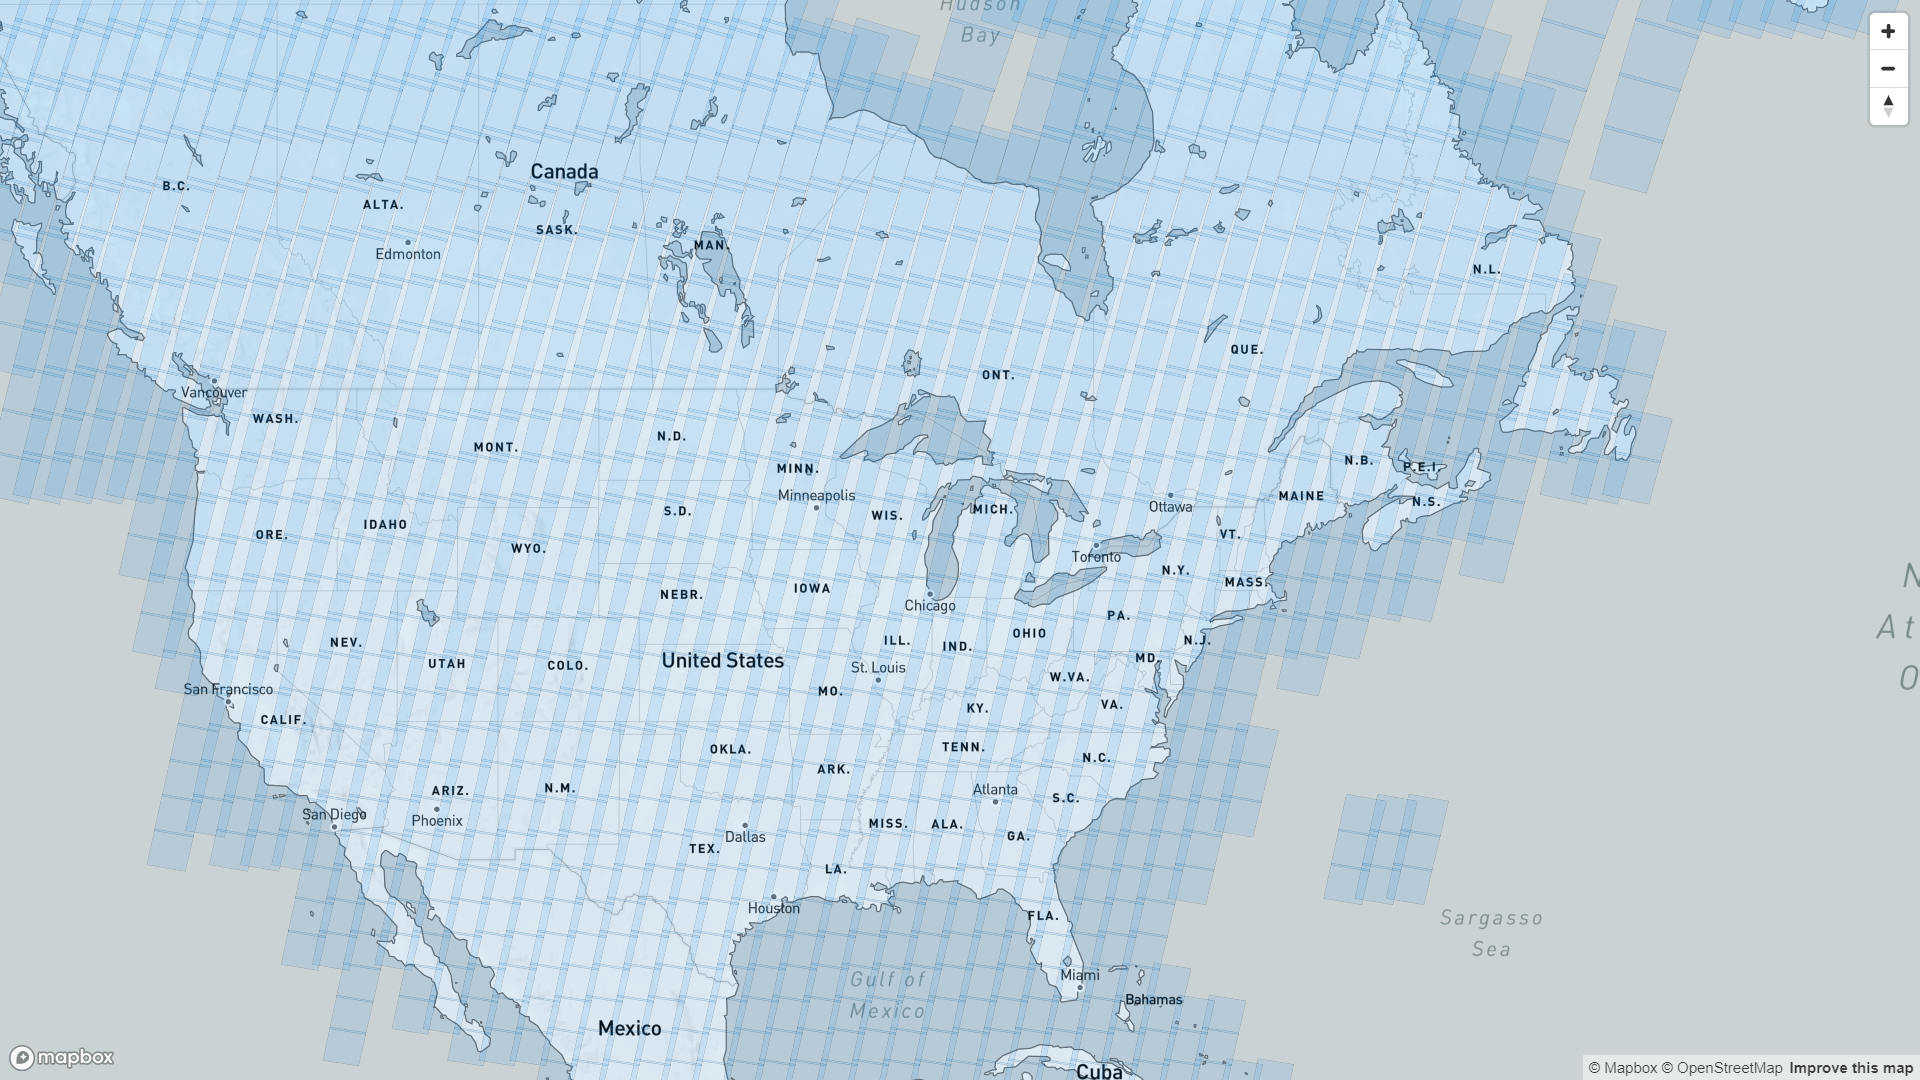 Hudson
Bay
Canada
B.C.
ALTA.
SASK.
MAN.
Edmonton
N.L.
QUE.
ONT.
Vancouver
WASH.
MONT.
N.D.
MINN.
Minneapolis
N.B.
P.E.I.
MAINE
N.S.
Ottawa
S.D.
WIS.
MICH.
ORE.
IDAHO
WYO.
VT.
Toronto
N.Y.
MASS.
NEBR.
IOWA
Chicago
PA.
NEV.
UTAH
COLO.
United States
ILL.
IND.
OHIO
N.J.
MD.
St. Louis
W.VA.
San Francisco
MO.
KY.
VA.
CALIF.
OKLA.
TENN.
N.C.
ARK.
ARIZ.
N.M.
Atlanta
S.C.
San Diego
Phoenix
Dallas
MISS.
ALA.
GA.
TEX.
LA.
Houston
FLA.
Sargasso
Sea
Gulf of
Mexico
Miami
Bahamas
Mexico
Cuba
N
At
O
mapbox
© Mapbox © OpenStreetMap Improve this map